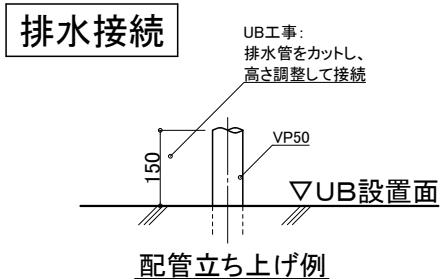 排水接続
UB工事:
排水管をカットし、
高さ調整して接続
VP50
150
▽UB設置面
配管立ち上げ例